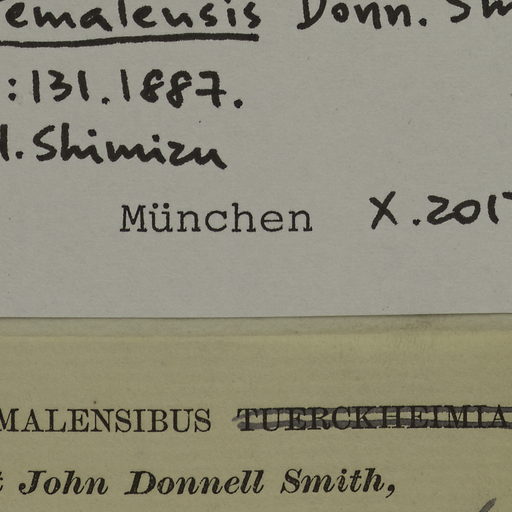 emalensis Donn. Sm
:131.1887.
. Shimizu
München X.201
MALENSIBUS TUERCKHEIMIA
John Donnell Smith,